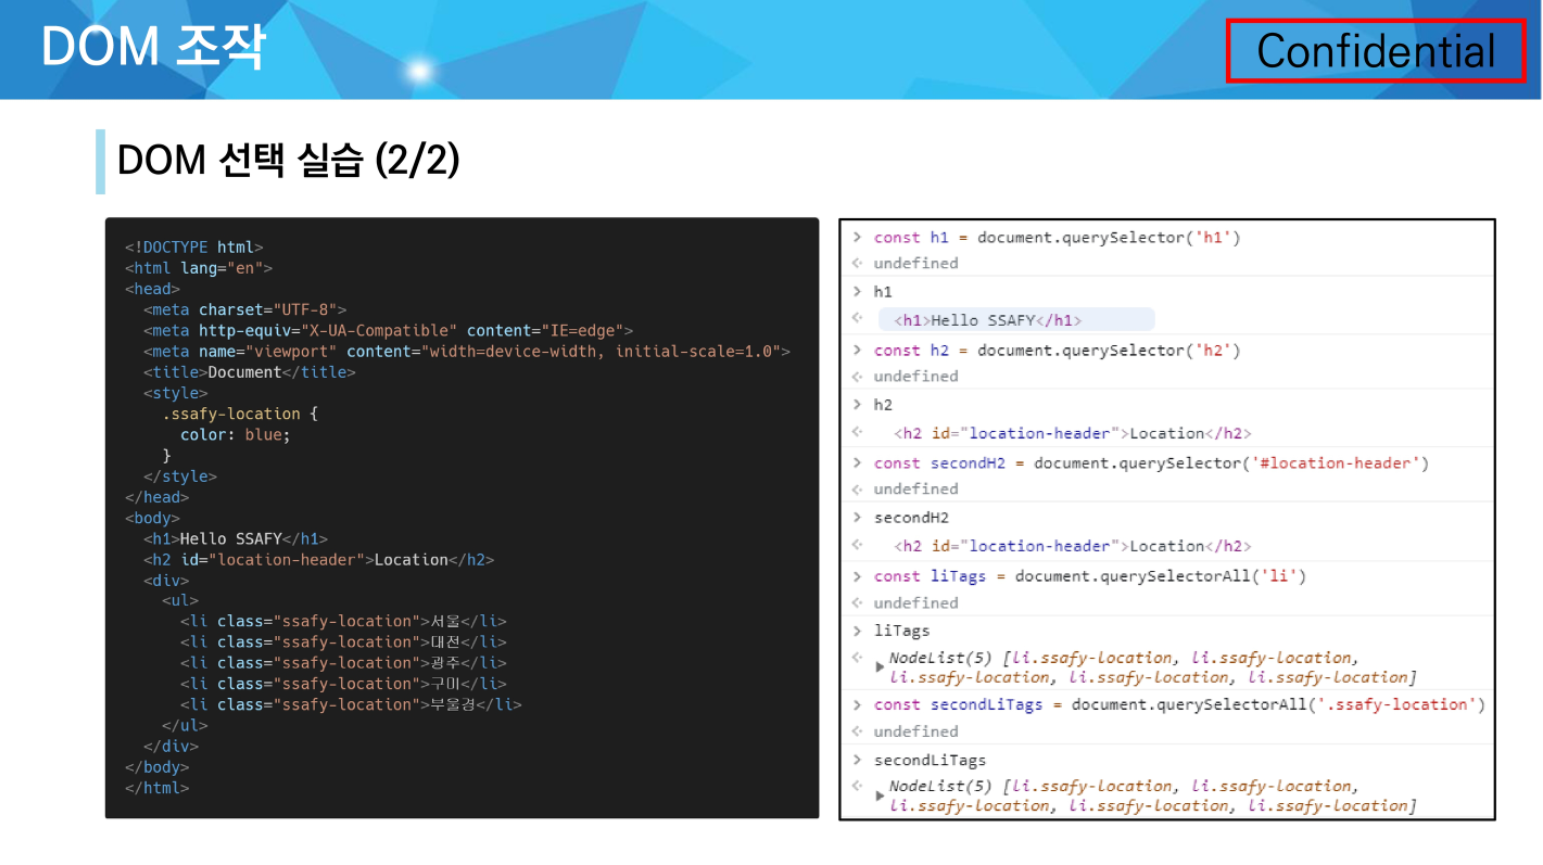 DOM 조작
Confidential
DOM 선택 실습 (2/2)
<!DOCTYPE html>
<html lang="en">
<head>
  <meta charset="UTF-8">
  <meta http-equiv="X-UA-Compatible" content="IE=edge">
  <meta name="viewport" content="width=device-width, initial-scale=1.0">
  <title>Document</title>
  <style>
    .ssafy-location {
      color: blue;
    }
  </style>
</head>
<body>
  <h1>Hello SSAFY</h1>
  <h2 id="location-header">Location</h2>
  <div>
    <ul>
      <li class="ssafy-location">서울</li>
      <li class="ssafy-location">대전</li>
      <li class="ssafy-location">광주</li>
      <li class="ssafy-location">구미</li>
      <li class="ssafy-location">부울경</li>
    </ul>
  </div>
</body>
</html>
> const h1 = document.querySelector('h1')
<· undefined
> h1
<· <h1>Hello SSAFY</h1>
> const h2 = document.querySelector('h2')
<· undefined
> h2
<· <h2 id="location-header">Location</h2>
> const secondH2 = document.querySelector('#location-header')
<· undefined
> secondH2
<· <h2 id="location-header">Location</h2>
> const liTags = document.querySelectorAll('li')
<· undefined
> liTags
<· ▶ NodeList(5) [li.ssafy-location, li.ssafy-location,
li.ssafy-location, li.ssafy-location, li.ssafy-location]
> const secondLiTags = document.querySelectorAll('.ssafy-location')
<· undefined
> secondLiTags
<· ▶ NodeList(5) [li.ssafy-location, li.ssafy-location,
li.ssafy-location, li.ssafy-location, li.ssafy-location]